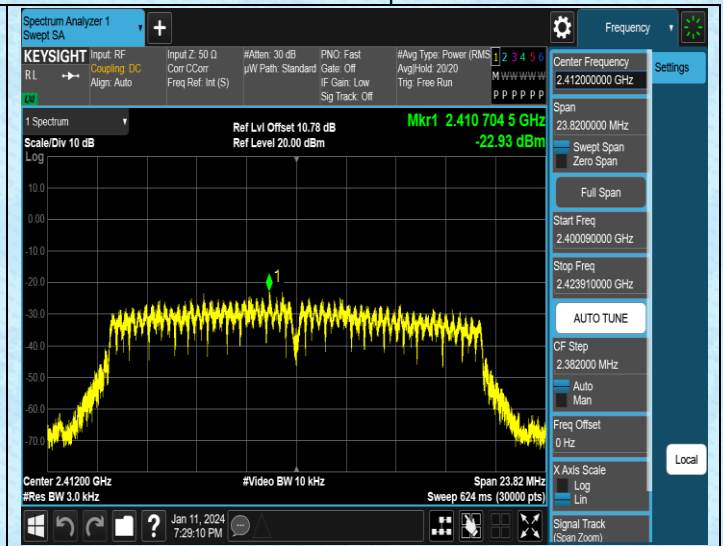 Spectrum Analyzer 1
Swept SA
+
Frequency
KEYSIGHT
RL
LXI
Input: RF
Coupling: DC
Align: Auto
Input Z: 50 Ω
Corr CCorr
Freq Ref: Int (S)
#Atten: 30 dB
µW Path: Standard
PNO: Fast
Gate: Off
IF Gain: Low
Sig Track: Off
#Avg Type: Power (RMS
Avg|Hold: 20/20
Trig: Free Run
1 2 3 4 5 6
M W W W W W
P P P P P P
1 Spectrum
Scale/Div 10 dB
Log
Ref Lvl Offset 10.78 dB
Ref Level 20.00 dBm
Mkr1 2.410 704 5 GHz
-22.93 dBm
10.0
0.00
-10.0
-20.0
-30.0
-40.0
-50.0
-60.0
-70.0
1
Center 2.41200 GHz
#Res BW 3.0 kHz
#Video BW 10 kHz
Span 23.82 MHz
Sweep 624 ms (30000 pts)
Jan 11, 2024
7:29:10 PM
?
Center Frequency
2.412000000 GHz
Settings
Span
23.8200000 MHz
Swept Span
Zero Span
Full Span
Start Freq
2.400090000 GHz
Stop Freq
2.423910000 GHz
AUTO TUNE
CF Step
2.382000 MHz
Auto
Man
Freq Offset
0 Hz
X Axis Scale
Log
Lin
Local
Signal Track
(Span Zoom)